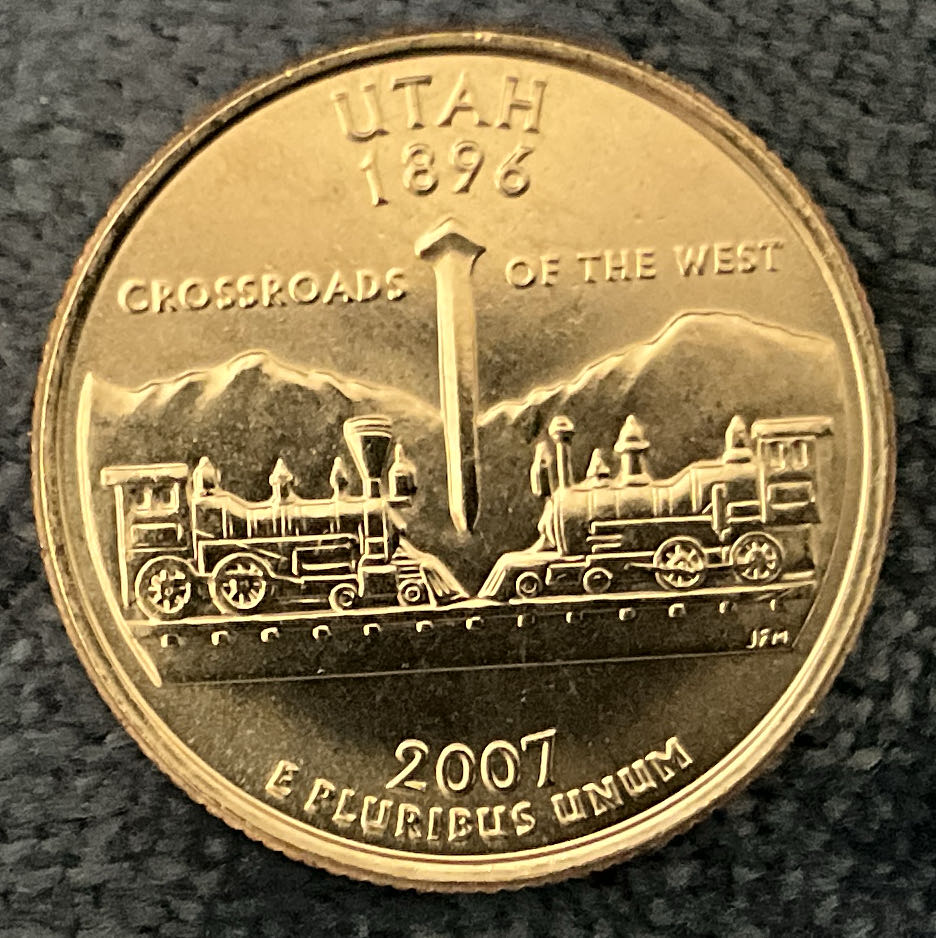 UTAH
1896
CROSSROADS OF THE WEST
JFM
2007
E PLURIBUS UNUM